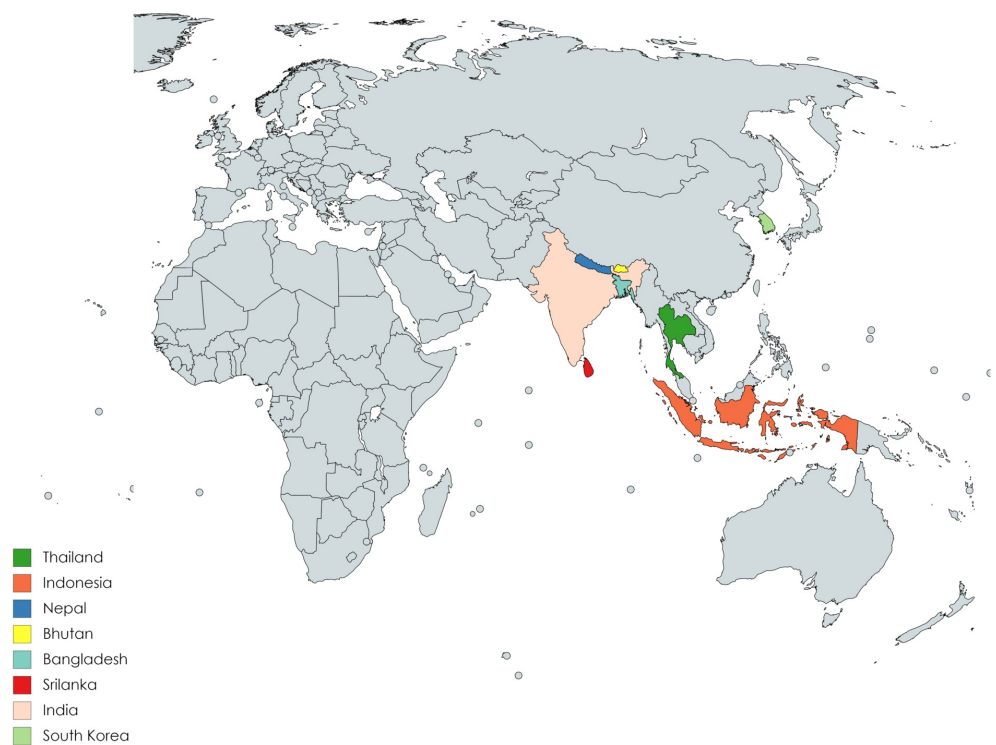 Thailand
Indonesia
Nepal
Bhutan
Bangladesh
Srilanka
India
South Korea